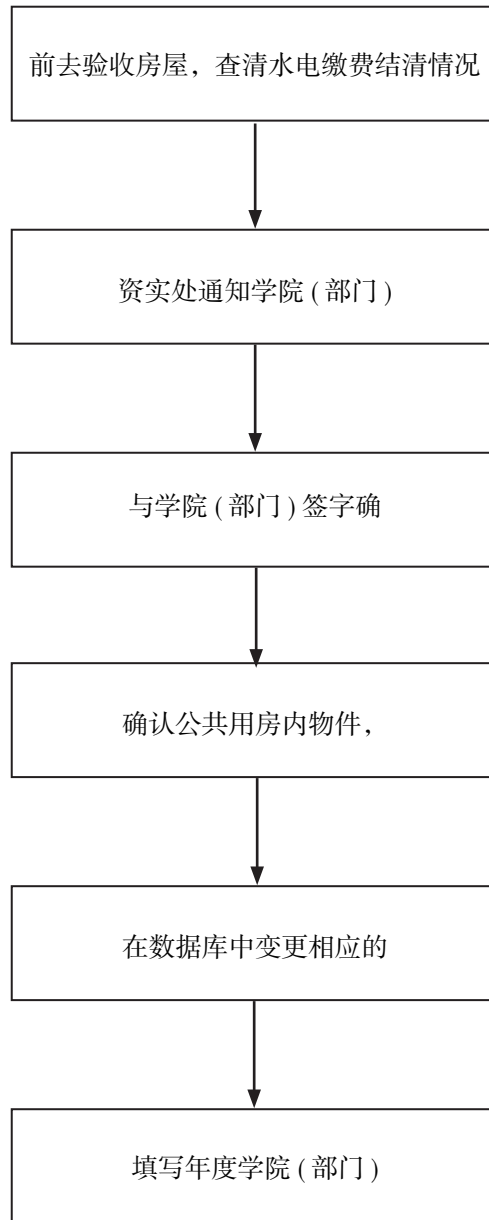 前去验收房屋，查清水电缴费结清情况
资实处通知学院(部门)
与学院(部门)签字确
确认公共用房内物件，
在数据库中变更相应的
填写年度学院(部门)